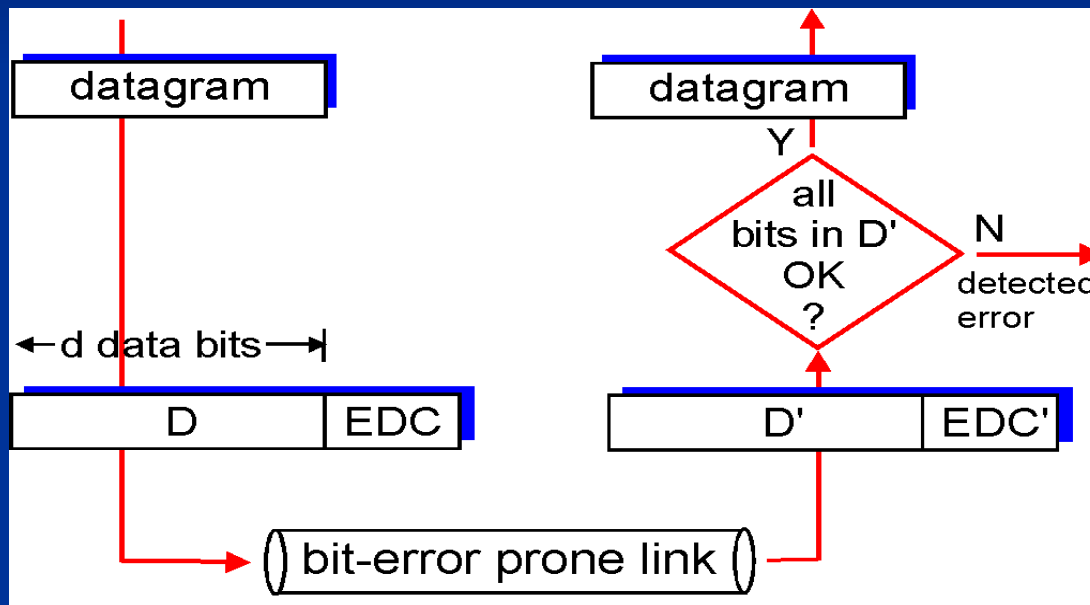 datagram
datagram
Y
all
bits in D'
OK
?
N
detected
error
d data bits
D
EDC
D'
EDC'
bit-error prone link